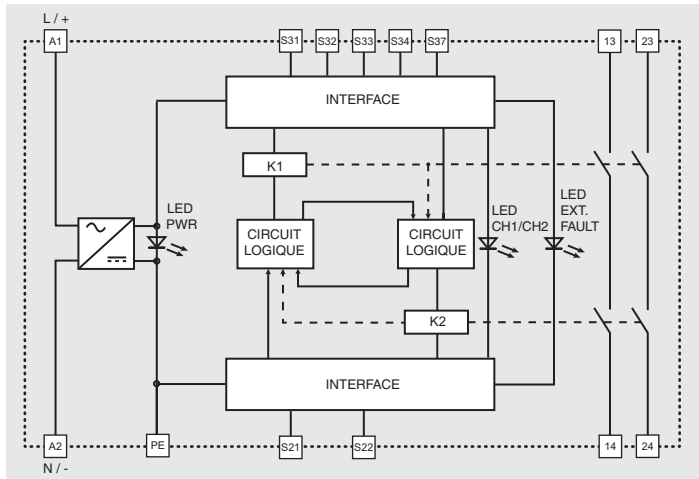 L / +
A1
S31
S32
S33
S34
S37
13
23
INTERFACE
K1
LED
PWR
CIRCUIT
LOGIQUE
CIRCUIT
LOGIQUE
LED
CH1/CH2
LED
EXT.
FAULT
K2
INTERFACE
A2
PE
S21
S22
14
24
N / -